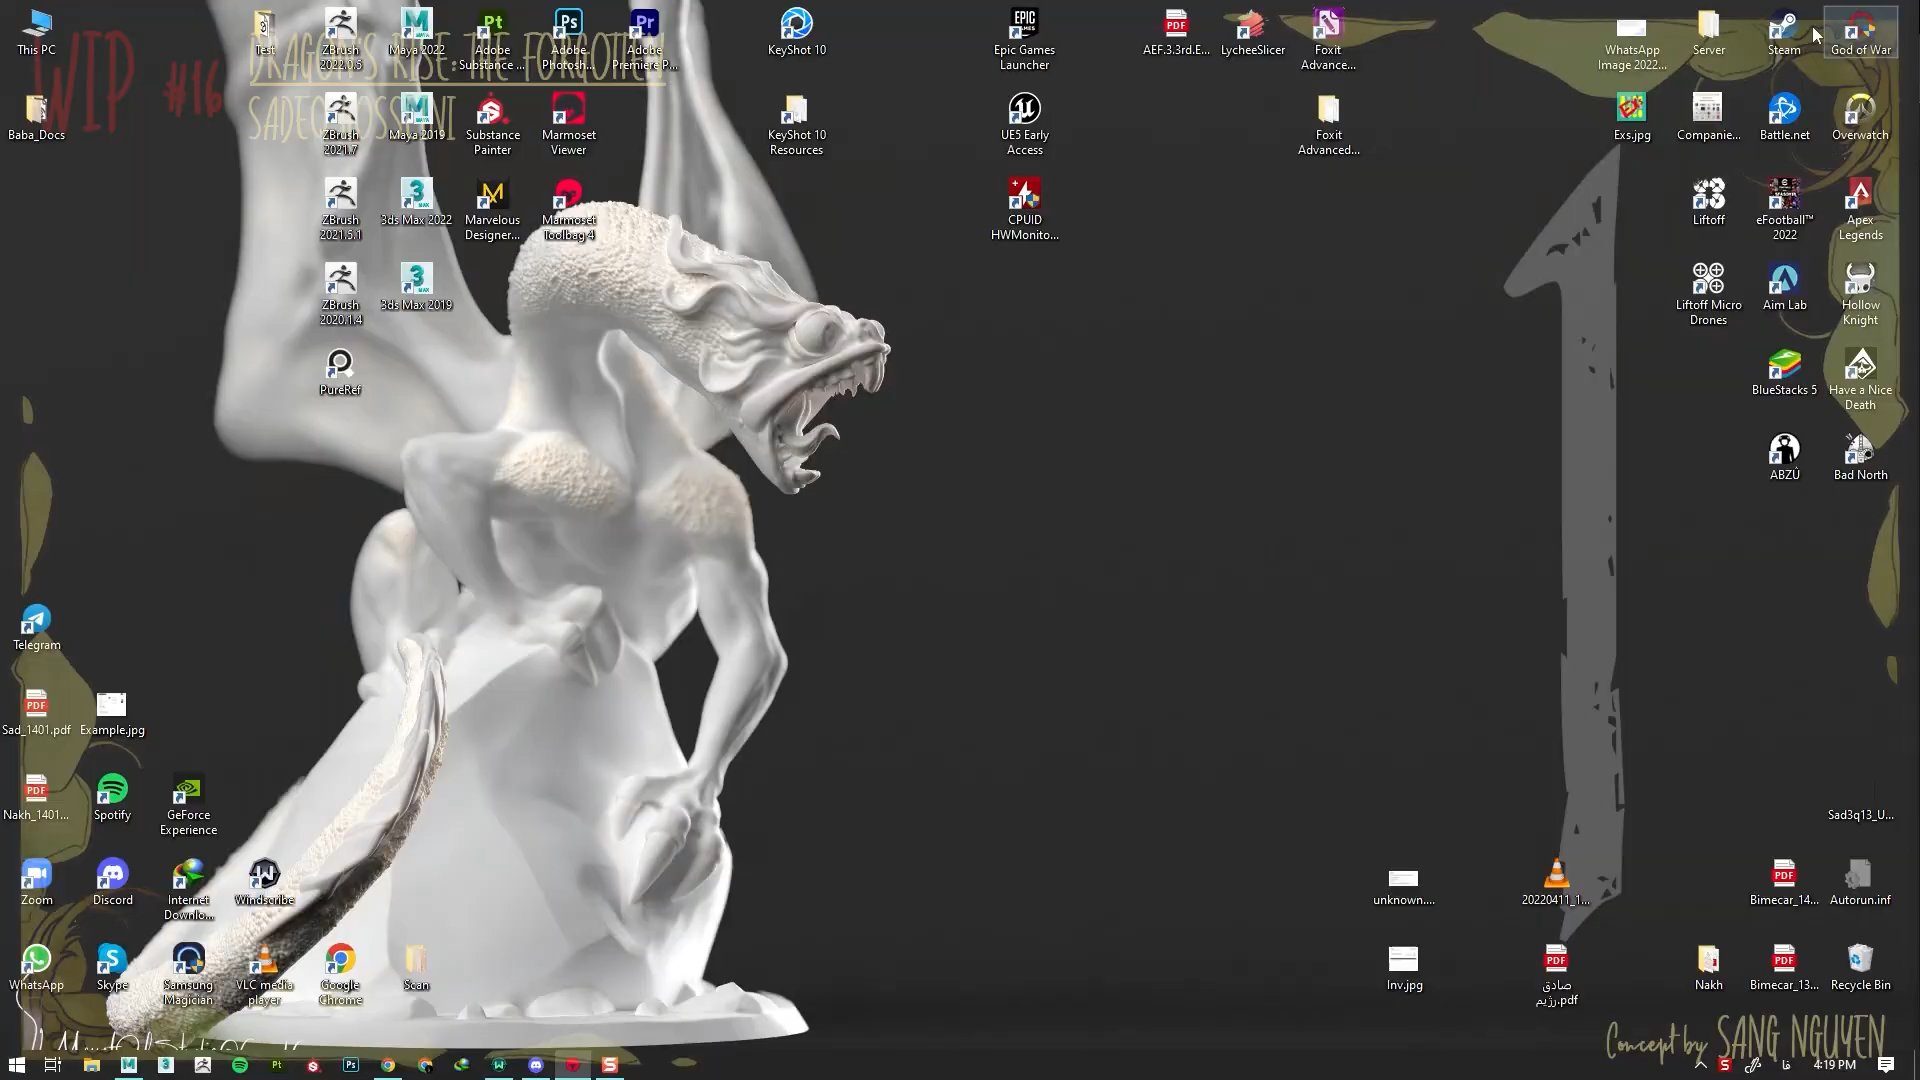 This PC
Test
ZBrush
2022.0.5
Maya 2022
Adobe
Substance ...
Adobe
Photosh...
Adobe
Premiere P...
KeyShot 10
Epic Games
Launcher
AEF.3.3rd.E...
LycheeSlicer
Foxit
Advance...
WhatsApp
Image 2022...
Server
Steam
God of War
WIP #16
DRAGON'S RISE: THE FORGOTTEN
Baba_Docs
ZBrush
2021.7
Maya 2019
Substance
Painter
Marmoset
Viewer
KeyShot 10
Resources
UE5 Early
Access
Foxit
Advanced...
Exs.jpg
Companie...
Battle.net
Overwatch
ZBrush
2021.5.1
3ds Max 2022
Marvelous
Designer...
Marmoset
Toolbag 4
CPUID
HWMonito...
Liftoff
eFootball™
2022
Apex
Legends
ZBrush
2020.1.4
3ds Max 2019
Liftoff Micro
Drones
Aim Lab
Hollow
Knight
PureRef
BlueStacks 5
Have a Nice
Death
ABZÛ
Bad North
1
Telegram
Sad_1401.pdf
Example.jpg
Nakh_1401...
Spotify
GeForce
Experience
Sad3q13_U...
Zoom
Discord
Internet
Downlo...
Windscribe
unknown....
20220411_1...
Bimecar_14...
Autorun.inf
WhatsApp
Skype
Samsung
Magician
VLC media
player
Google
Chrome
Scan
Inv.jpg
صادق
رژیم.pdf
Nakh
Bimecar_13...
Recycle Bin
Concept by SANG NGUYEN
فا
4:19 PM